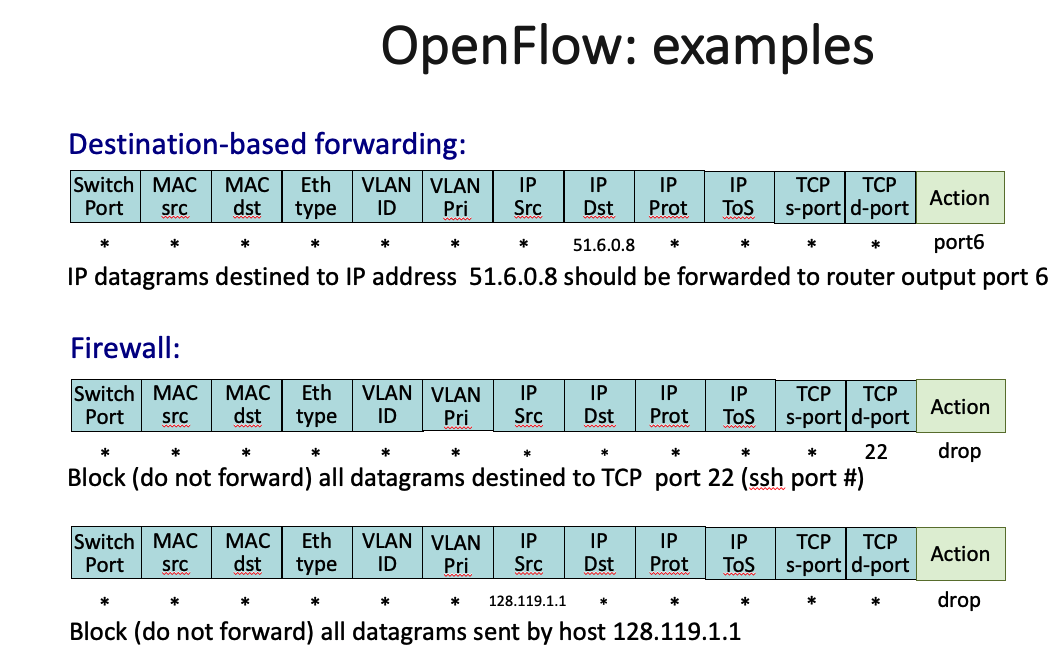 OpenFlow: examples
Destination-based forwarding:
Switch Port MAC src MAC dst Eth type VLAN ID VLAN Pri IP Src IP Dst IP Prot IP ToS TCP s-port TCP d-port Action
* * * * * * * 51.6.0.8 * * * * port6
IP datagrams destined to IP address 51.6.0.8 should be forwarded to router output port 6
Firewall:
Switch Port MAC src MAC dst Eth type VLAN ID VLAN Pri IP Src IP Dst IP Prot IP ToS TCP s-port TCP d-port Action
* * * * * * * * * * * 22 drop
Block (do not forward) all datagrams destined to TCP port 22 (ssh port #)
Switch Port MAC src MAC dst Eth type VLAN ID VLAN Pri IP Src IP Dst IP Prot IP ToS TCP s-port TCP d-port Action
* * * * * * 128.119.1.1 * * * * * drop
Block (do not forward) all datagrams sent by host 128.119.1.1